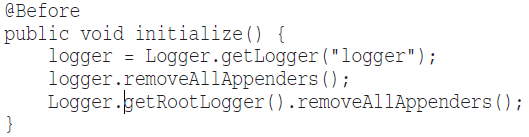 @Before
public void initialize() {
    logger = Logger.getLogger("logger");
    logger.removeAllAppenders();
    Logger.getRootLogger().removeAllAppenders();
}